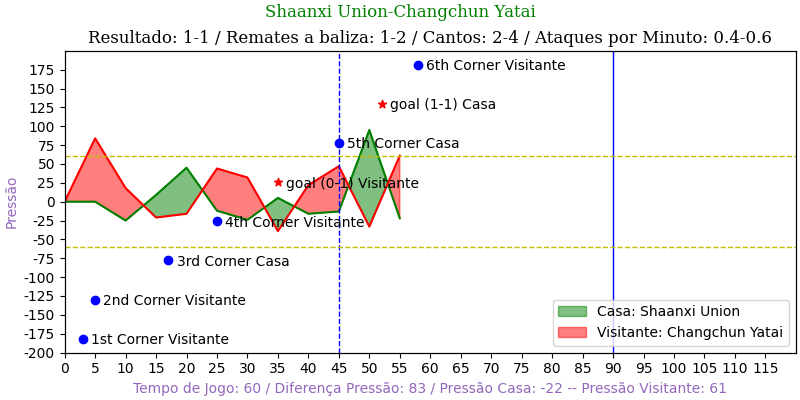 Shaanxi Union-Changchun Yatai
Resultado: 1-1 / Remates a baliza: 1-2 / Cantos: 2-4 / Ataques por Minuto: 0.4-0.6
Pressão
175
150
125
100
75
50
25
0
-25
-50
-75
-100
-125
-150
-175
-200
6th Corner Visitante
goal (1-1) Casa
5th Corner Casa
goal (0-1) Visitante
4th Corner Visitante
3rd Corner Casa
2nd Corner Visitante
1st Corner Visitante
Casa: Shaanxi Union
Visitante: Changchun Yatai
0 5 10 15 20 25 30 35 40 45 50 55 60 65 70 75 80 85 90 95 100 105 110 115
Tempo de Jogo: 60 / Diferença Pressão: 83 / Pressão Casa: -22 -- Pressão Visitante: 61